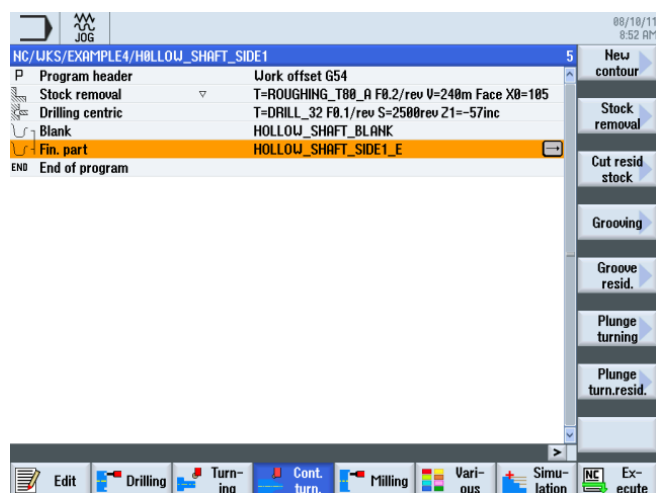 JOG
08/10/11
8:52 AM
NC/WKS/EXAMPLE4/HOLLOW_SHAFT_SIDE1 5
P Program header Work offset G54
Stock removal ▽ T=ROUGHING_T80_A F0.2/rev V=240m Face X0=105
Drilling centric T=DRILL_32 F0.1/rev S=2500rev Z1=-57inc
Blank HOLLOW_SHAFT_BLANK
Fin. part HOLLOW_SHAFT_SIDE1_E
END End of program
New
contour
Stock
removal
Cut resid
stock
Grooving
Groove
resid.
Plunge
turning
Plunge
turn.resid.
>
Edit
Drilling
Turn-
ing
Cont.
turn.
Milling
Vari-
ous
Simu-
lation
NC Ex-
ecute